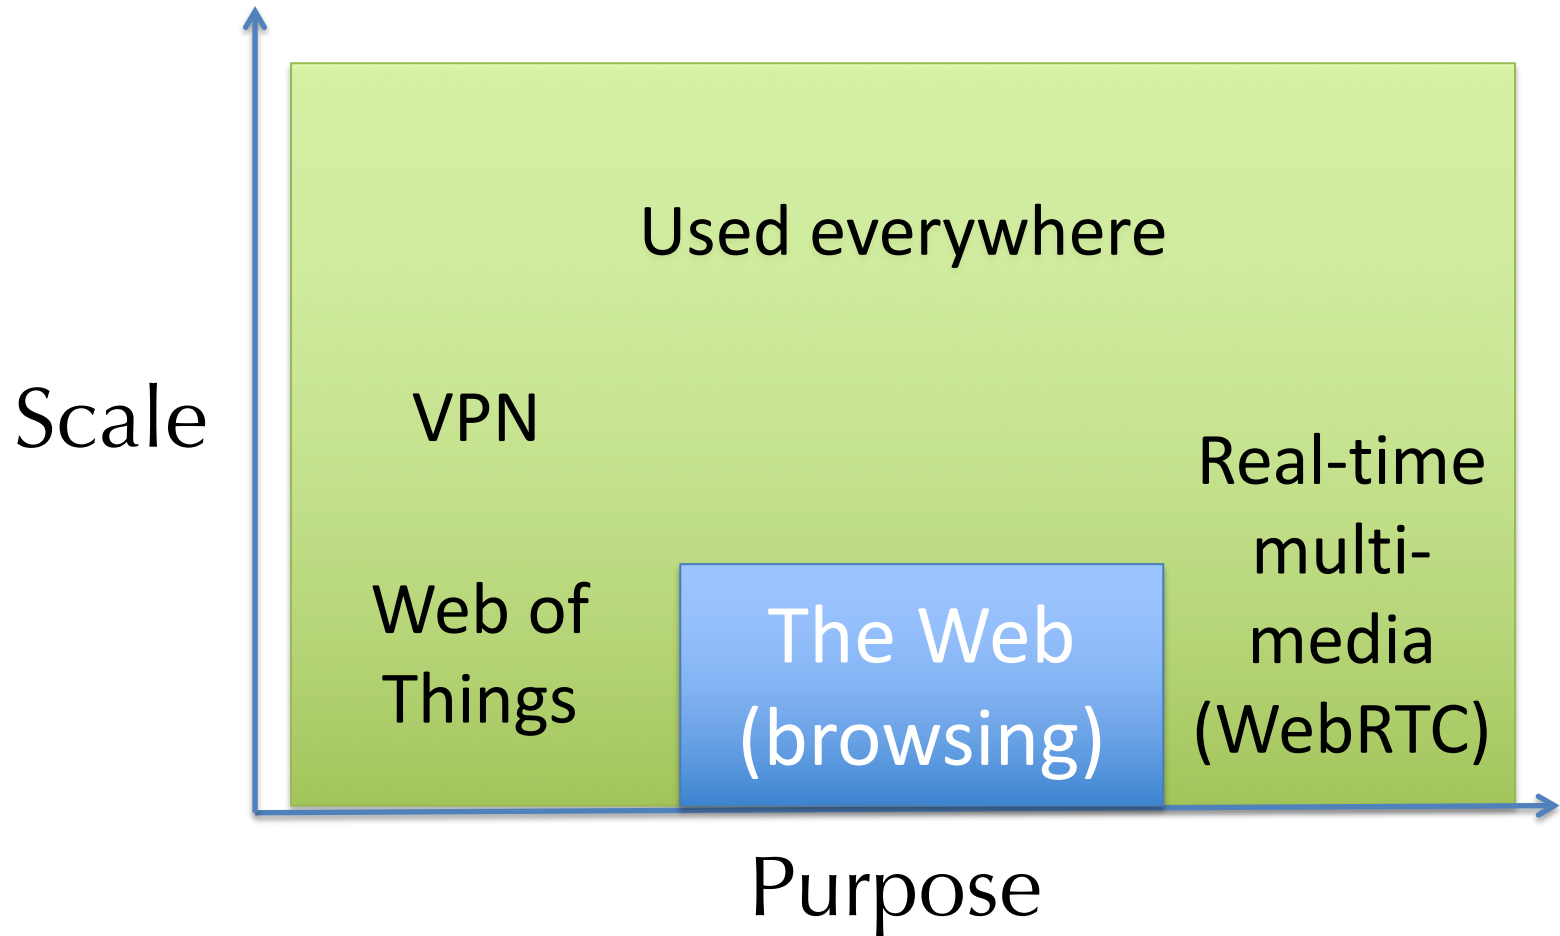 Used everywhere
Scale
VPN
Real-time
multi-
media
(WebRTC)
Web of
Things
The Web
(browsing)
Purpose